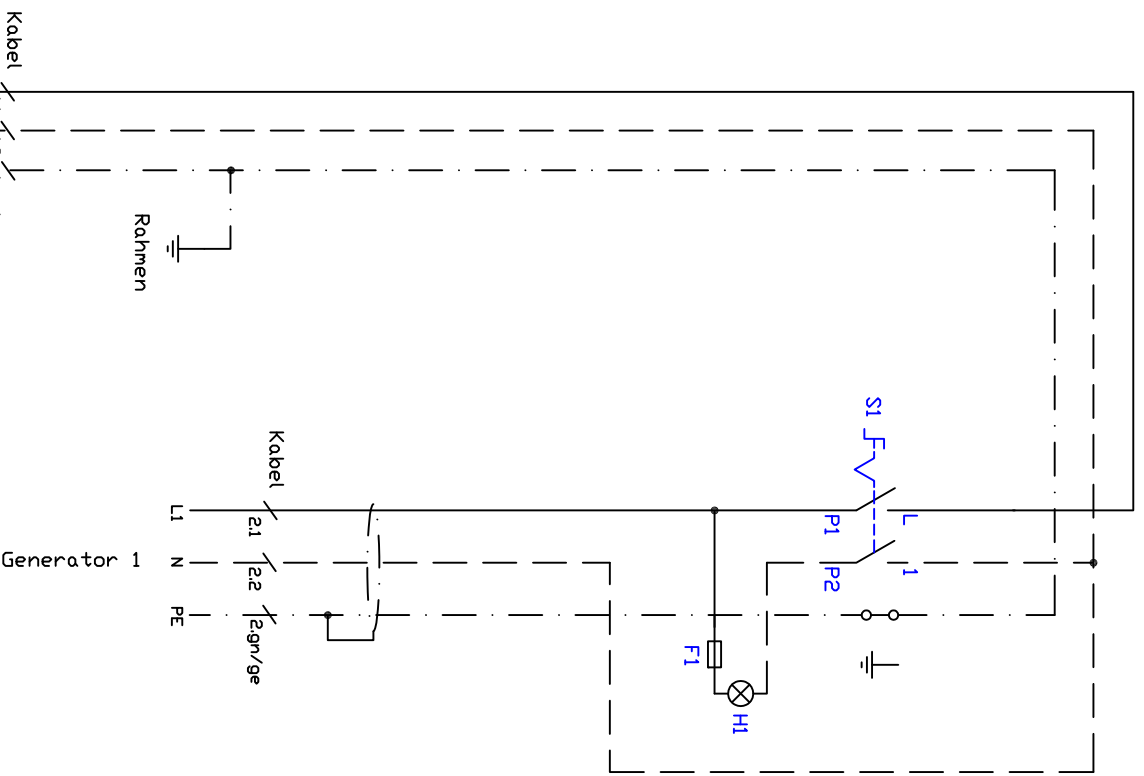 Kabel
Rahmen
S1
Kabel
L1
2.1
P1
L
Generator 1
N
2.2
P2
1
PE
2.gn/ge
F1
H1